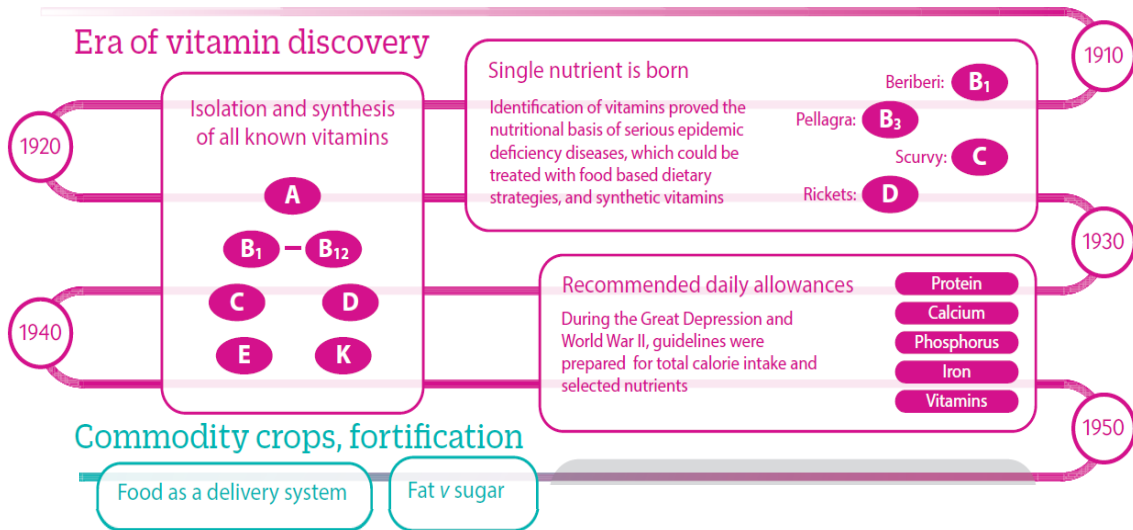 Era of vitamin discovery
1910
Single nutrient is born
Identification of vitamins proved the
nutritional basis of serious epidemic
deficiency diseases, which could be
treated with food based dietary
strategies, and synthetic vitamins
Beriberi: B1
Pellagra: B3
Scurvy: C
Rickets: D
1920
Isolation and synthesis
of all known vitamins
A
B1 – B12
C D
E K
1930
Recommended daily allowances
During the Great Depression and
World War II, guidelines were
prepared for total calorie intake and
selected nutrients
Protein
Calcium
Phosphorus
Iron
Vitamins
1940
1950
Commodity crops, fortification
Food as a delivery system
Fat v sugar